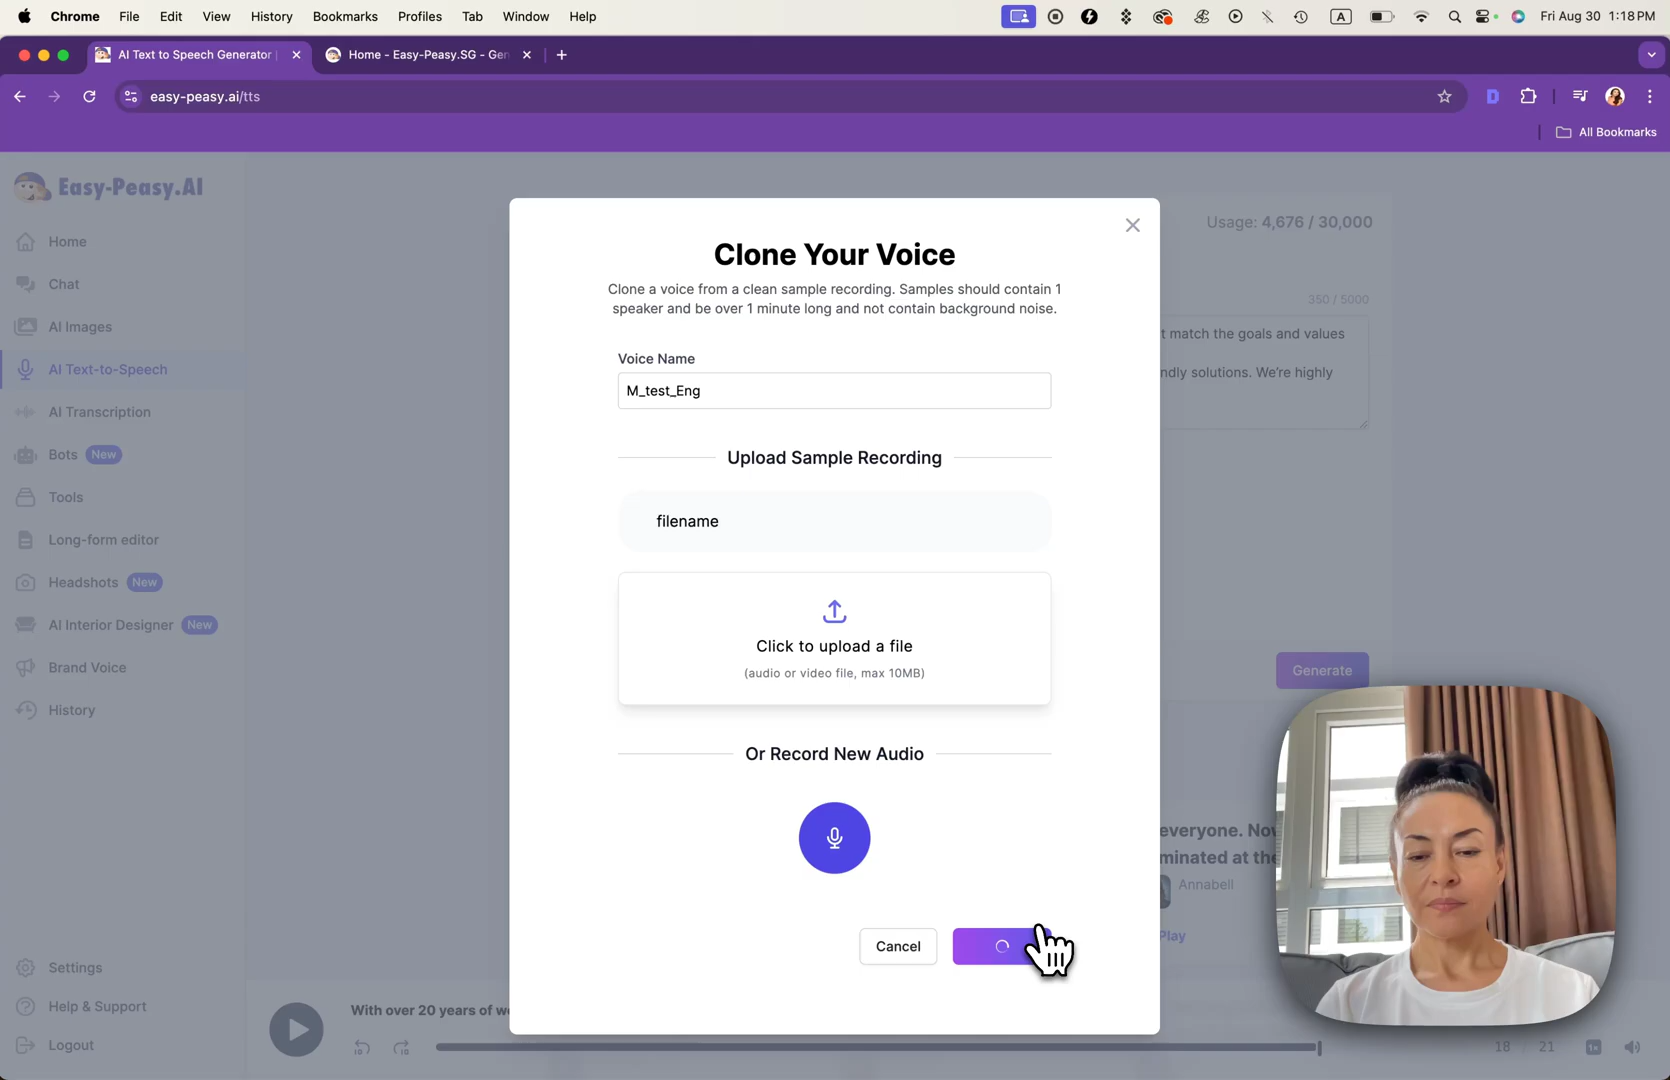 Chrome File Edit View History Bookmarks Profiles Tab Window Help
A
Fri Aug 30 1:18 PM
AI Text to Speech Generator
Home - Easy-Peasy.SG - Gen
easy-peasy.ai/tts
All Bookmarks
Easy-Peasy.AI
Home
Chat
AI Images
AI Text-to-Speech
AI Transcription
Bots New
Tools
Long-form editor
Headshots New
AI Interior Designer New
Brand Voice
History
Settings
Help & Support
Logout
Usage: 4,676 / 30,000
350 / 5000
t match the goals and values
ndly solutions. We're highly
Generate
Clone Your Voice
Clone a voice from a clean sample recording. Samples should contain 1
speaker and be over 1 minute long and not contain background noise.
Voice Name
M_test_Eng
Upload Sample Recording
filename
Click to upload a file
(audio or video file, max 10MB)
Or Record New Audio
Cancel
everyone. Nov
minated at the
Annabell
Play
With over 20 years of w
10 10
18 / 21
1x